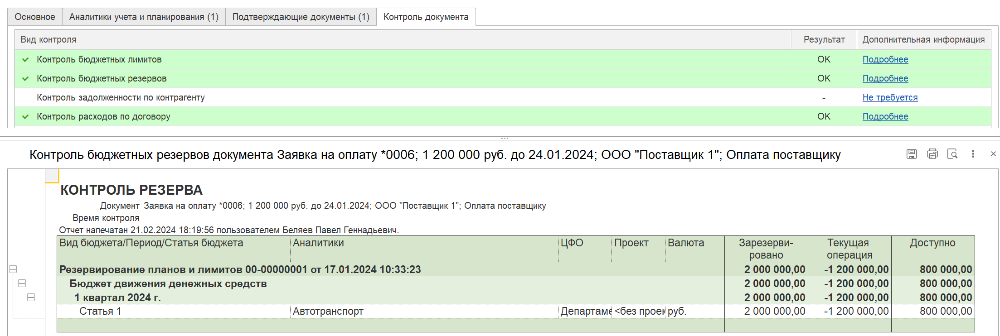 Основное Аналитики учета и планирования (1) Подтверждающие документы (1) Контроль документа
Вид контроля Результат Дополнительная информация
Контроль бюджетных лимитов OK Подробнее
Контроль бюджетных резервов OK Подробнее
Контроль задолженности по контрагенту - Не требуется
Контроль расходов по договору OK Подробнее
Контроль бюджетных резервов документа Заявка на оплату *0006; 1 200 000 руб. до 24.01.2024; ООО "Поставщик 1"; Оплата поставщику
КОНТРОЛЬ РЕЗЕРВА
Документ Заявка на оплату *0006; 1 200 000 руб. до 24.01.2024; ООО "Поставщик 1"; Оплата поставщику
Время контроля
Отчет напечатан 21.02.2024 18:19:56 пользователем Беляев Павел Геннадьевич.
Вид бюджета/Период/Статья бюджета Аналитики ЦФО Проект Валюта Зарезерви- Текущая Доступно
ровано операция
Резервирование планов и лимитов 00-00000001 от 17.01.2024 10:33:23 2 000 000,00 -1 200 000,00 800 000,00
Бюджет движения денежных средств 2 000 000,00 -1 200 000,00 800 000,00
1 квартал 2024 г. 2 000 000,00 -1 200 000,00 800 000,00
Статья 1 Автотранспорт Департаме <без проек руб. 2 000 000,00 -1 200 000,00 800 000,00